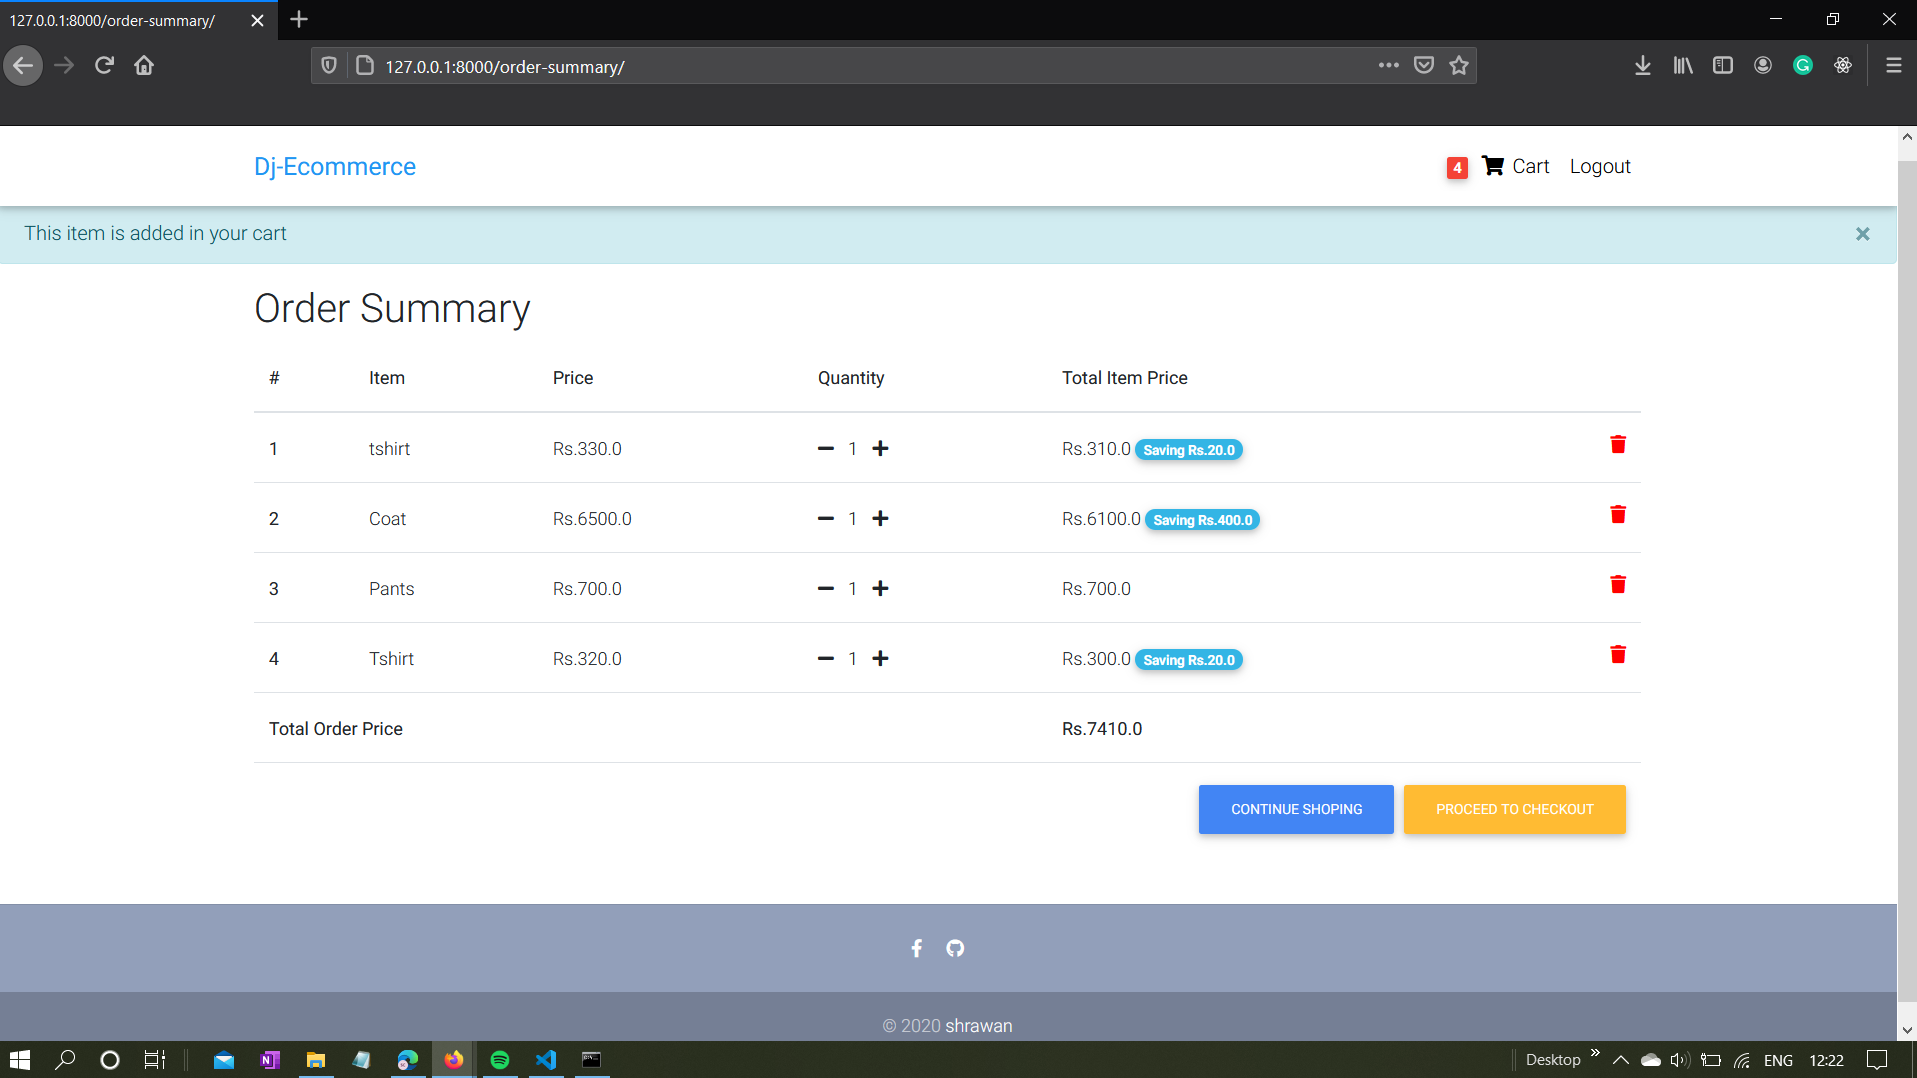 127.0.0.1:8000/order-summary/
127.0.0.1:8000/order-summary/
Dj-Ecommerce 4 Cart Logout
This item is added in your cart ×
Order Summary
# Item Price Quantity Total Item Price
1 tshirt Rs.330.0 1 Rs.310.0 Saving Rs.20.0
2 Coat Rs.6500.0 1 Rs.6100.0 Saving Rs.400.0
3 Pants Rs.700.0 1 Rs.700.0
4 Tshirt Rs.320.0 1 Rs.300.0 Saving Rs.20.0
Total Order Price Rs.7410.0
CONTINUE SHOPING PROCEED TO CHECKOUT
© 2020 shrawan
Desktop ENG 12:22